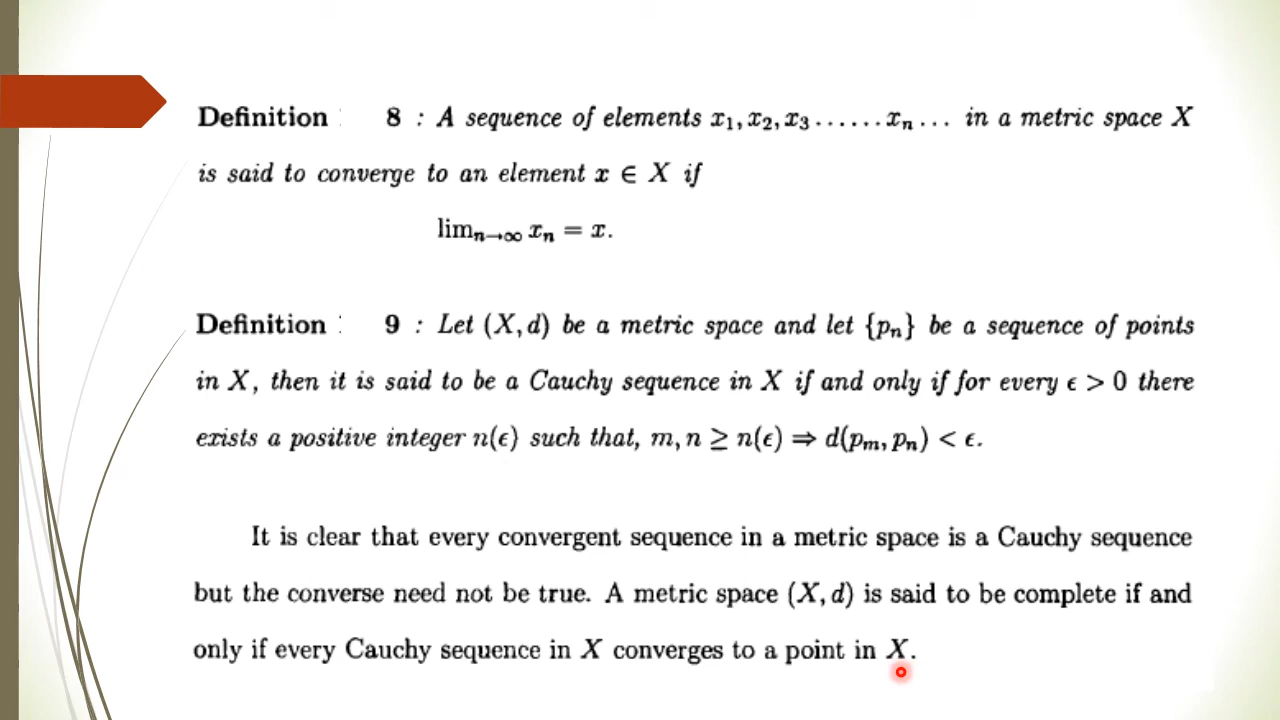 Definition 8 : A sequence of elements x₁, x₂, x₃ . . . . . . xₙ . . . in a metric space X
is said to converge to an element x ∈ X if
limₙ→∞ xₙ = x.
Definition : 9 : Let (X, d) be a metric space and let {pₙ} be a sequence of points
in X, then it is said to be a Cauchy sequence in X if and only if for every ϵ > 0 there
exists a positive integer n(ϵ) such that, m, n ≥ n(ϵ) ⇒ d(pₘ, pₙ) < ϵ.
It is clear that every convergent sequence in a metric space is a Cauchy sequence
but the converse need not be true. A metric space (X, d) is said to be complete if and
only if every Cauchy sequence in X converges to a point in X.